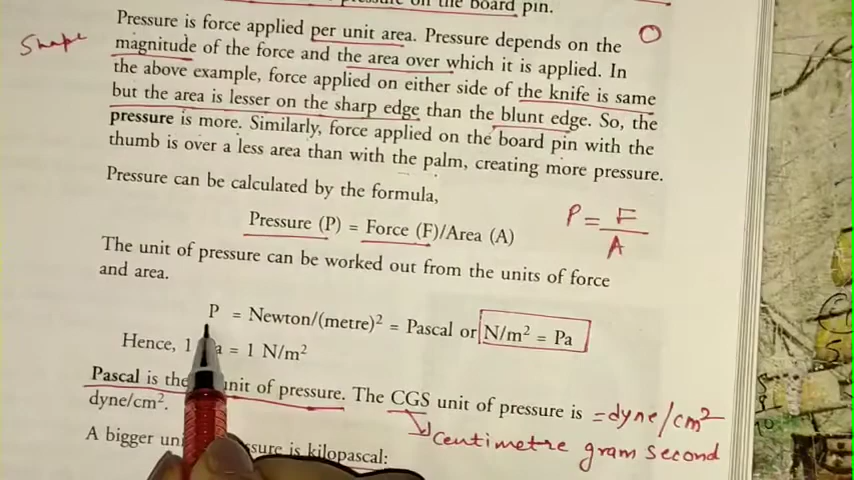 on the board pin.
Pressure is force applied per unit area. Pressure depends on the
Shape
magnitude of the force and the area over which it is applied. In
the above example, force applied on either side of the knife is same
but the area is lesser on the sharp edge than the blunt edge. So, the
pressure is more. Similarly, force applied on the board pin with the
thumb is over a less area than with the palm, creating more pressure.
Pressure can be calculated by the formula,
Pressure (P) = Force (F)/Area (A)
P = F
A
The unit of pressure can be worked out from the units of force
and area.
P = Newton/(metre)² = Pascal or N/m² = Pa
Hence, 1 a = 1 N/m²
Pascal is the unit of pressure. The CGS unit of pressure is = dyne/cm²
dyne/cm².
Centimetre gram second
A bigger is kilopascal: